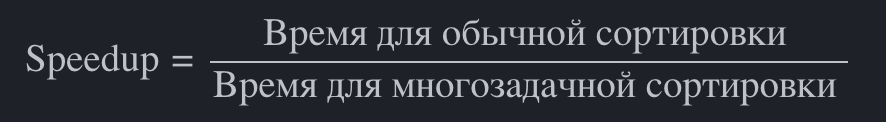 Время для обычной сортировки
Speedup =
Время для многозадачной сортировки